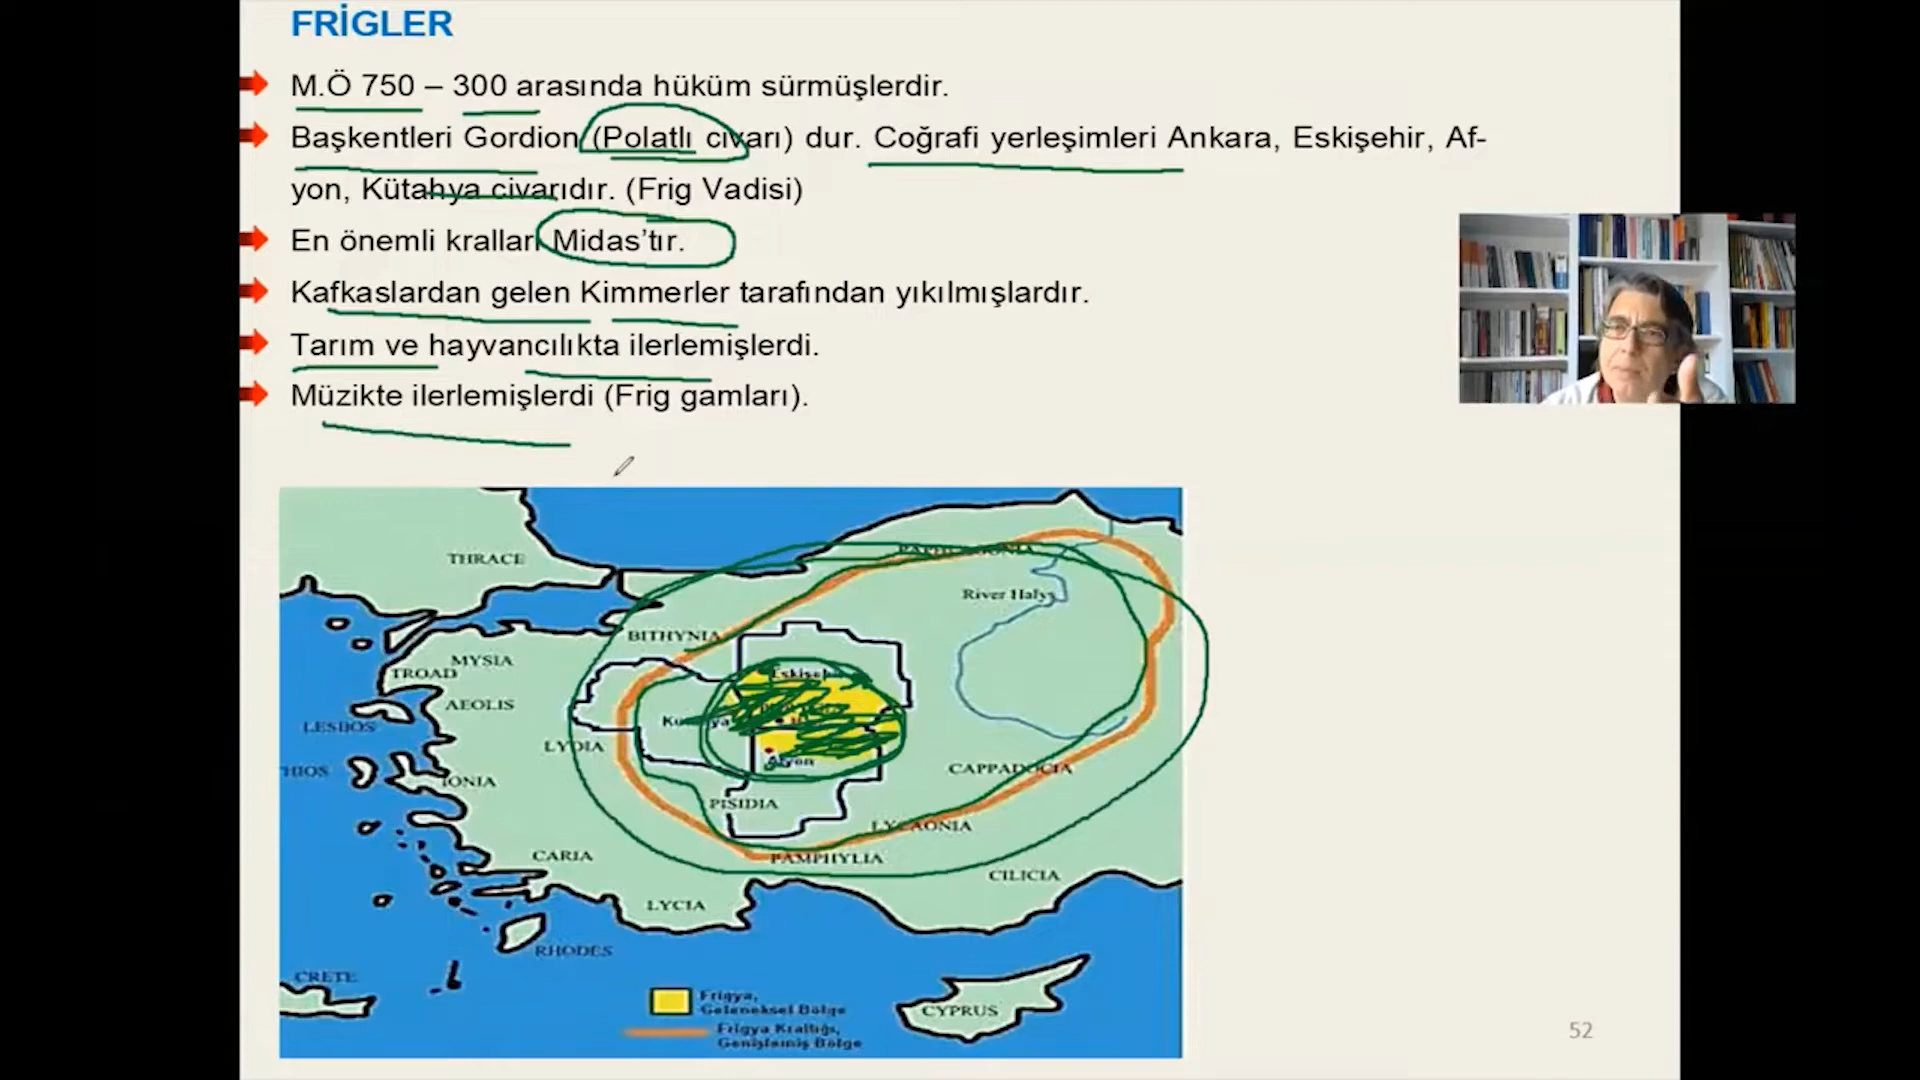 FRİGLER
M.Ö 750 – 300 arasında hüküm sürmüşlerdir.
Başkentleri Gordion (Polatlı civarı) dur. Coğrafi yerleşimleri Ankara, Eskişehir, Af-
yon, Kütahya civarıdır. (Frig Vadisi)
En önemli kralları Midas’tır.
Kafkaslardan gelen Kimmerler tarafından yıkılmışlardır.
Tarım ve hayvancılıkta ilerlemişlerdi.
Müzikte ilerlemişlerdi (Frig gamları).
THRACE
PAPHLAGONIA
River Halys
BITHYNIA
MYSIA
TROAD
Eskişehir
AEOLIS
LESBOS
Kütahya
LYDIA
Afyon
HIOS
IONIA
CAPPADOCIA
PISIDIA
LYCAONIA
CARIA
PAMPHYLIA
CILICIA
LYCIA
RHODES
CRETE
CYPRUS
Frigya,
Geleneksel Bölge
Frigya Krallığı,
Genişlemiş Bölge
52